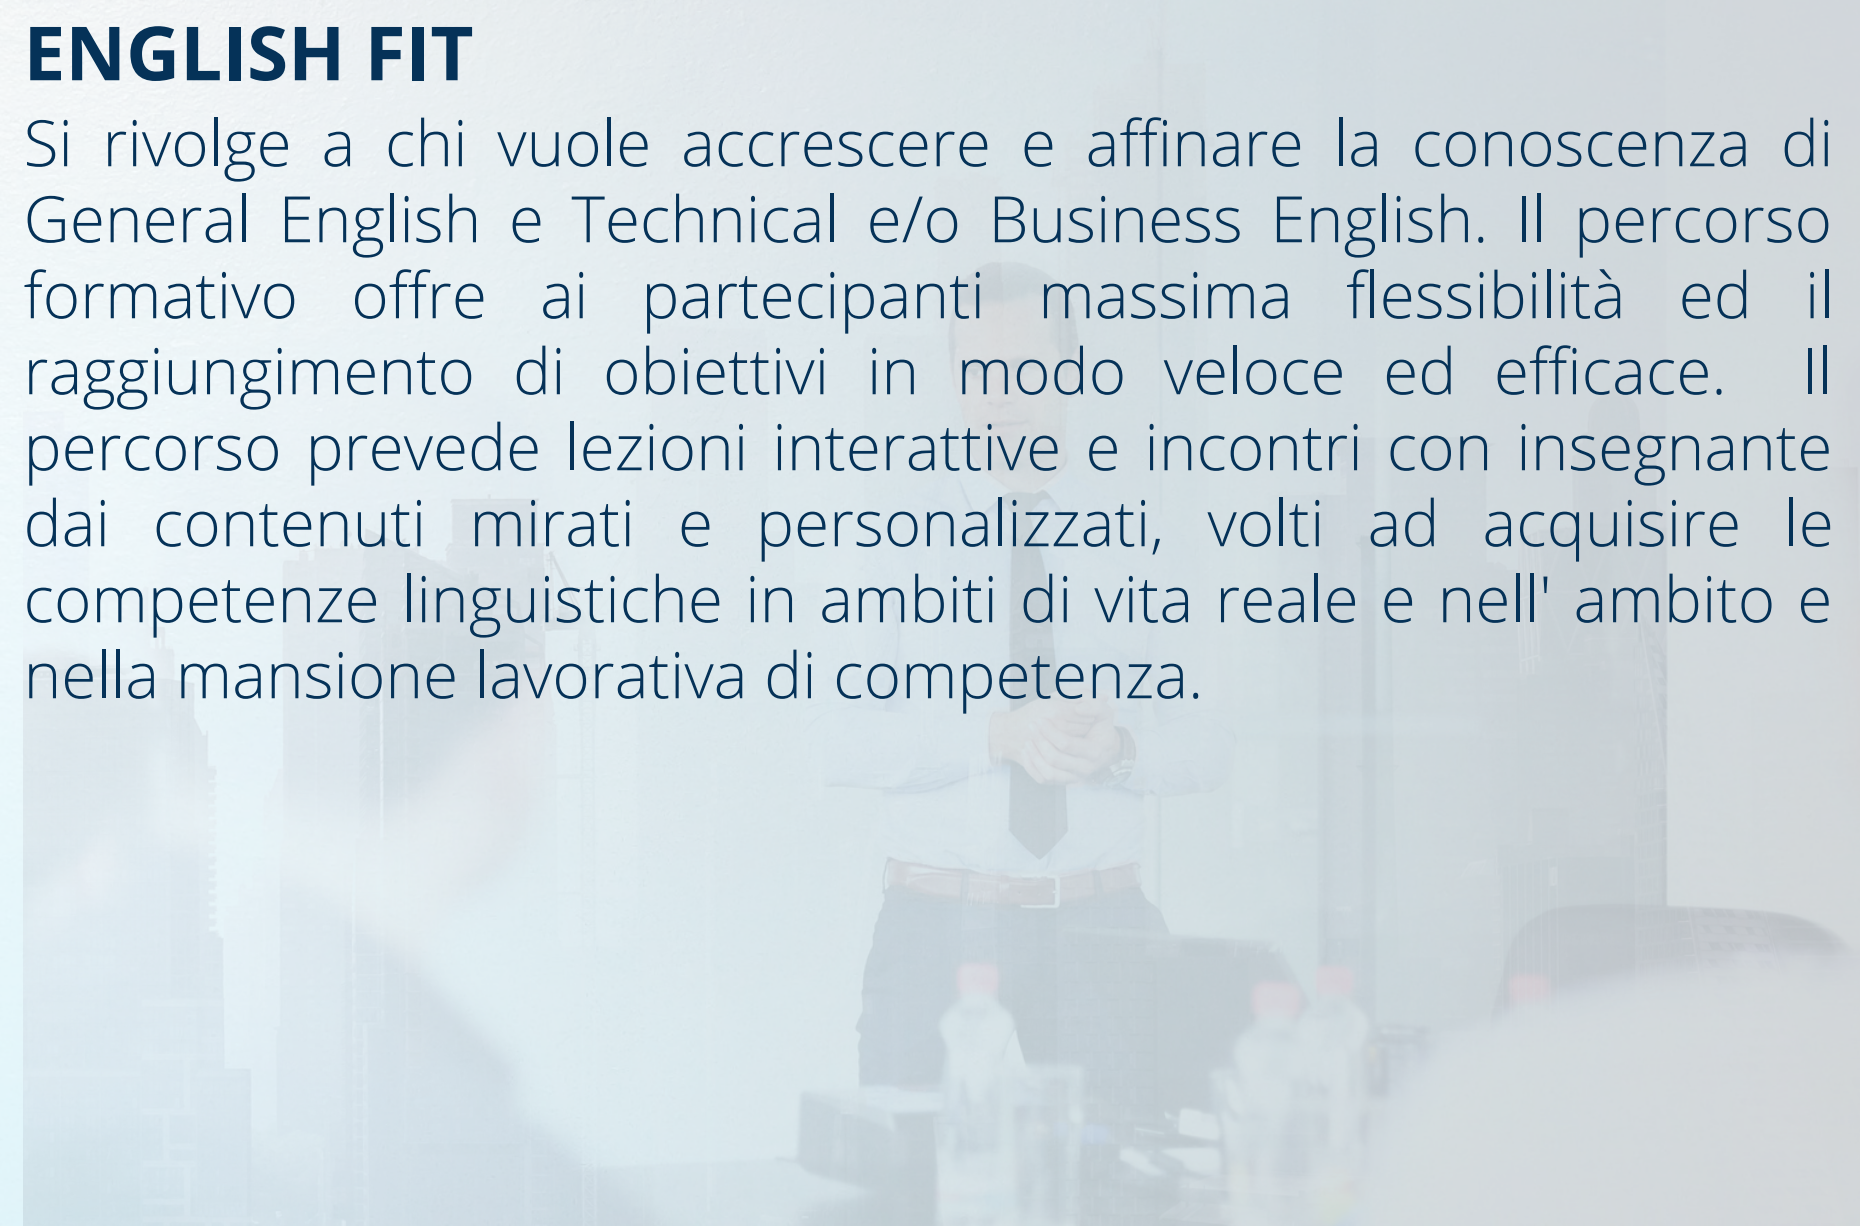 ENGLISH FIT
Si rivolge a chi vuole accrescere e affinare la conoscenza di
General English e Technical e/o Business English. Il percorso
formativo offre ai partecipanti massima flessibilità ed il
raggiungimento di obiettivi in modo veloce ed efficace.  Il
percorso prevede lezioni interattive e incontri con insegnante
dai contenuti mirati e personalizzati, volti ad acquisire le
competenze linguistiche in ambiti di vita reale e nell' ambito e
nella mansione lavorativa di competenza.